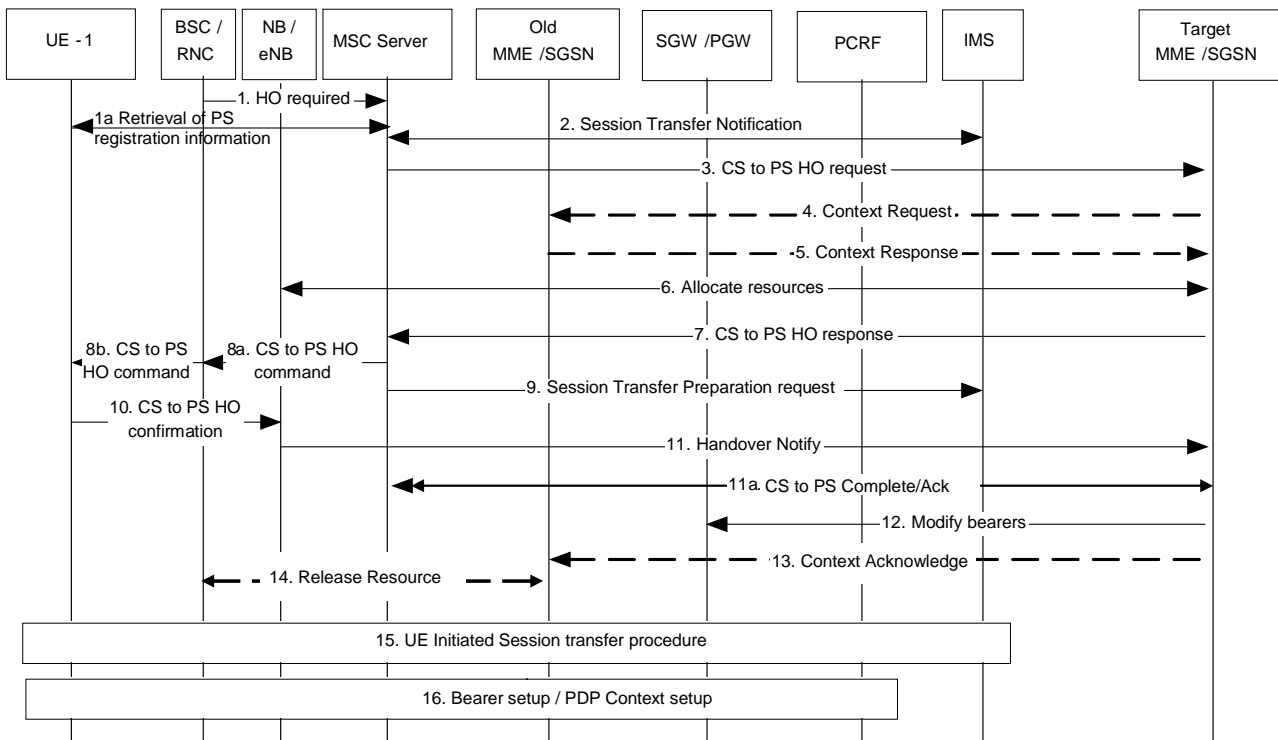 UE - 1
BSC /
RNC
NB /
eNB
MSC Server
Old
MME /SGSN
SGW /PGW
PCRF
IMS
Target
MME /SGSN
1. HO required
1a Retrieval of PS
registration information
2. Session Transfer Notification
3. CS to PS HO request
4. Context Request
5. Context Response
6. Allocate resources
7. CS to PS HO response
8b. CS to PS
HO command
8a. CS to PS HO
command
9. Session Transfer Preparation request
10. CS to PS HO
confirmation
11. Handover Notify
11a. CS to PS Complete/Ack
12. Modify bearers
13. Context Acknowledge
14. Release Resource
15. UE Initiated Session transfer procedure
16. Bearer setup / PDP Context setup